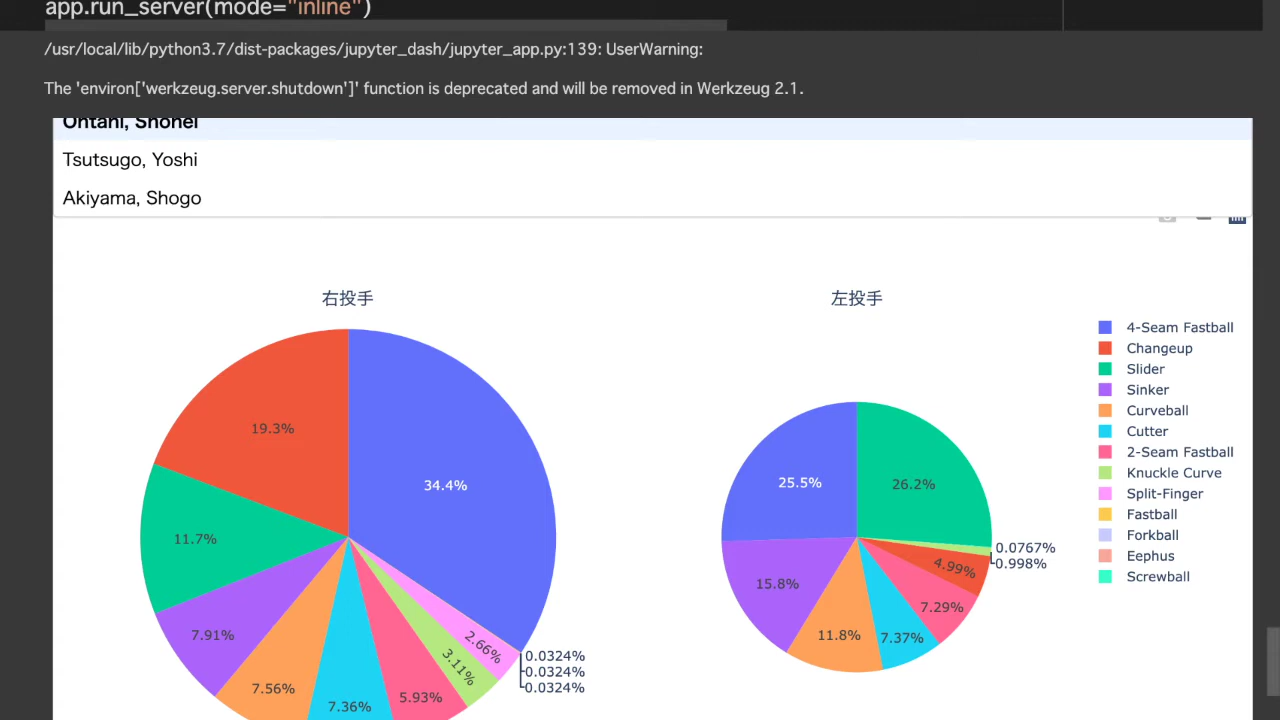 app.run_server(mode="inline")
/usr/local/lib/python3.7/dist-packages/jupyter_dash/jupyter_app.py:139: UserWarning:
The 'environ['werkzeug.server.shutdown']' function is deprecated and will be removed in Werkzeug 2.1.
Ohtani, Shohei
Tsutsugo, Yoshi
Akiyama, Shogo
右投手
左投手
19.3%
34.4%
11.7%
7.91%
7.56%
7.36%
5.93%
3.11%
2.66%
0.0324%
0.0324%
0.0324%
25.5%
26.2%
0.0767%
0.998%
4.99%
7.29%
7.37%
11.8%
15.8%
4-Seam Fastball
Changeup
Slider
Sinker
Curveball
Cutter
2-Seam Fastball
Knuckle Curve
Split-Finger
Fastball
Forkball
Eephus
Screwball